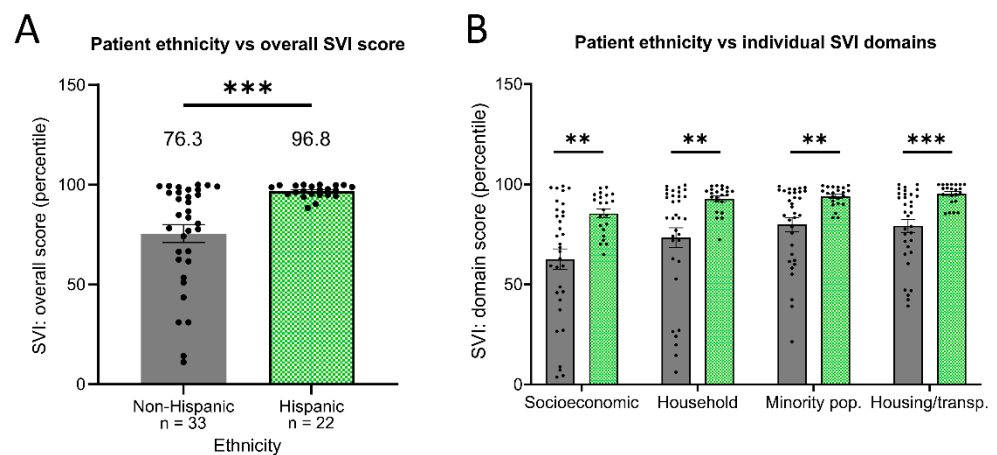 A
Patient ethnicity vs overall SVI score
SVI: overall score (percentile)
150
100
50
0
***
76.3
96.8
Non-Hispanic
n = 33
Hispanic
n = 22
Ethnicity
B
Patient ethnicity vs individual SVI domains
SVI: domain score (percentile)
150
100
50
0
**
**
**
***
Socioeconomic
Household
Minority pop.
Housing/transp.